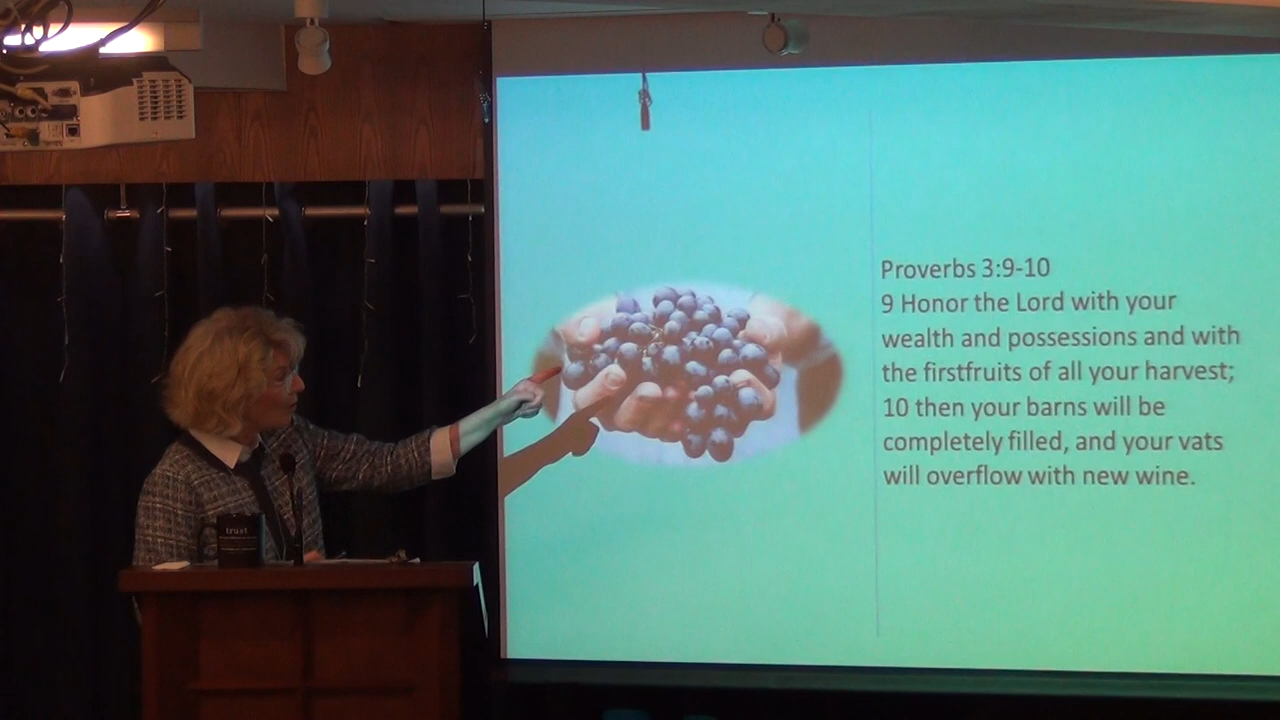 Proverbs 3:9-10
9 Honor the Lord with your
wealth and possessions and with
the firstfruits of all your harvest;
10 then your barns will be
completely filled, and your vats
will overflow with new wine.
trust